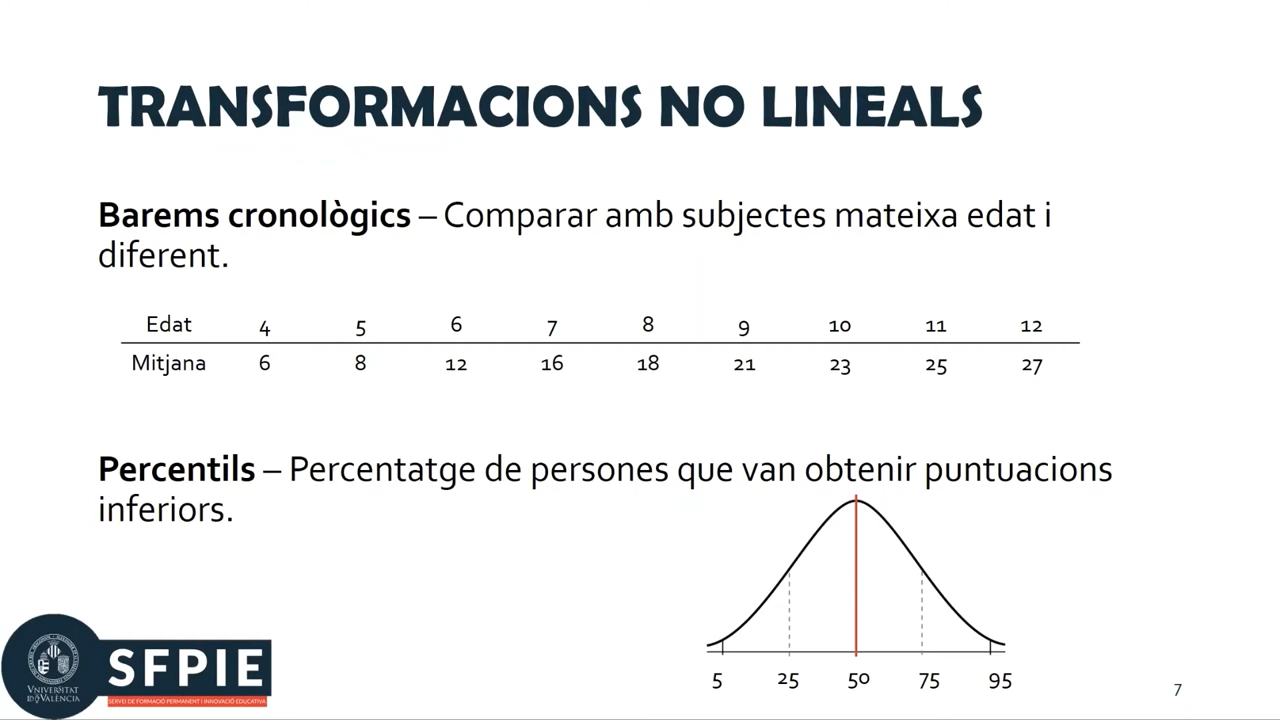 TRANSFORMACIONS NO LINEALS
Barems cronològics – Comparar amb subjectes mateixa edat i
diferent.
Edat 4 5 6 7 8 9 10 11 12
Mitjana 6 8 12 16 18 21 23 25 27
Percentils – Percentatge de persones que van obtenir puntuacions
inferiors.
5 25 50 75 95
VNIVERSITAT
ID VALÈNCIA
SFPIE
SERVEI DE FORMACIÓ PERMANENT I INNOVACIÓ EDUCATIVA
7